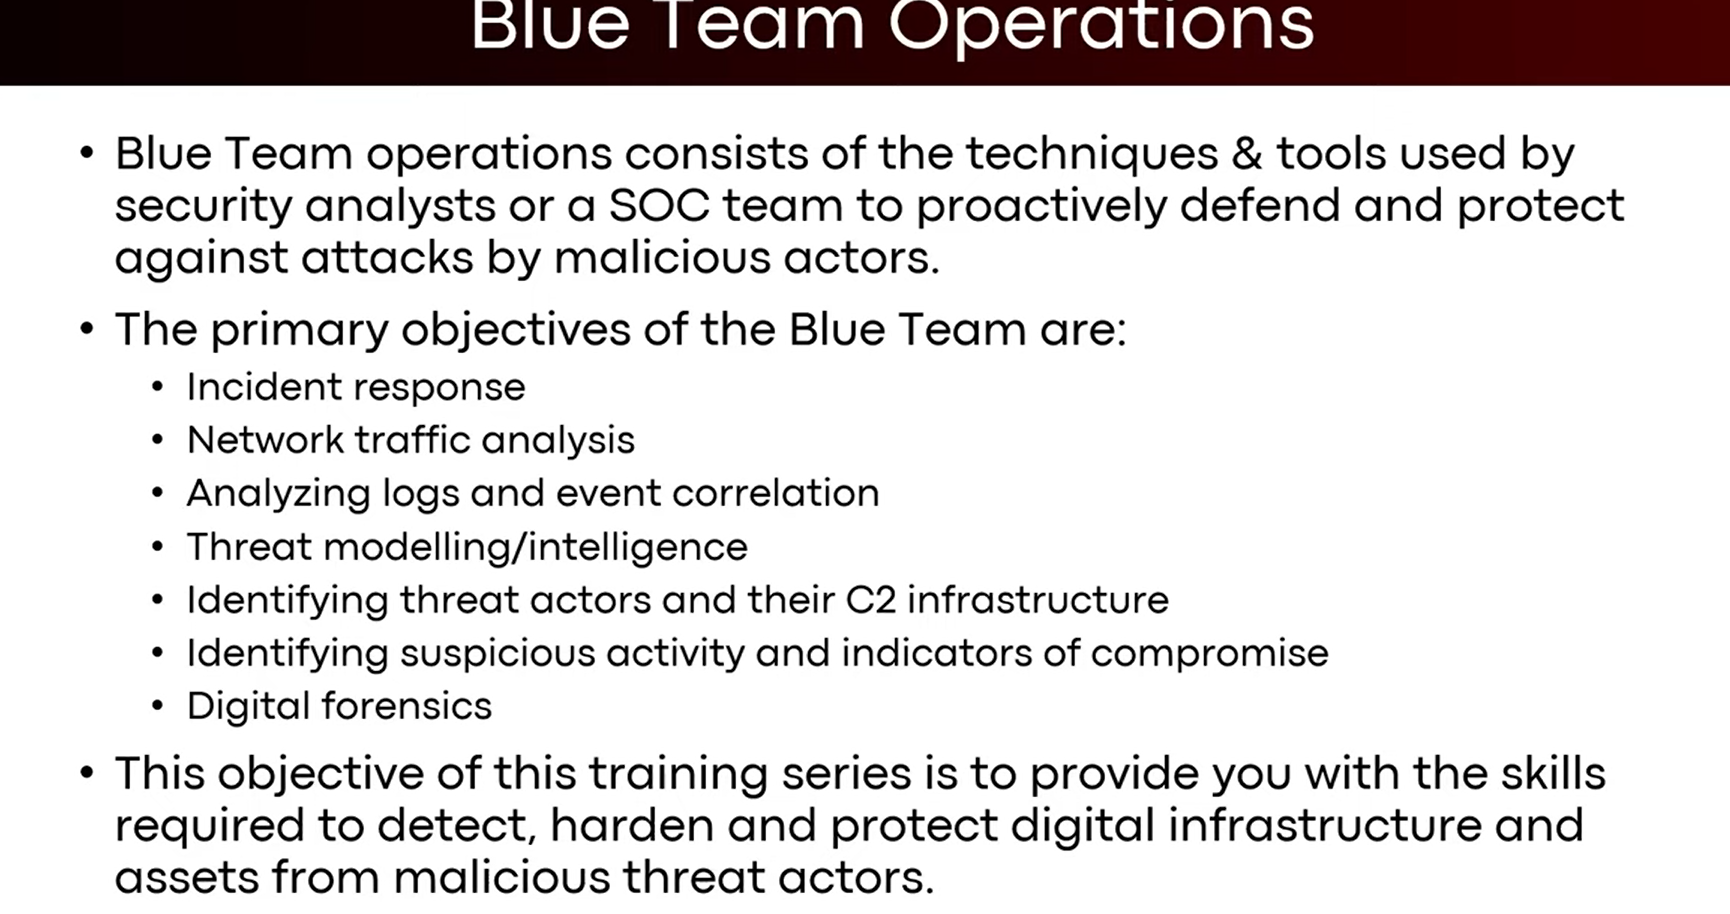 Blue Team Operations
• Blue Team operations consists of the techniques & tools used by
security analysts or a SOC team to proactively defend and protect
against attacks by malicious actors.
• The primary objectives of the Blue Team are:
• Incident response
• Network traffic analysis
• Analyzing logs and event correlation
• Threat modelling/intelligence
• Identifying threat actors and their C2 infrastructure
• Identifying suspicious activity and indicators of compromise
• Digital forensics
• This objective of this training series is to provide you with the skills
required to detect, harden and protect digital infrastructure and
assets from malicious threat actors.